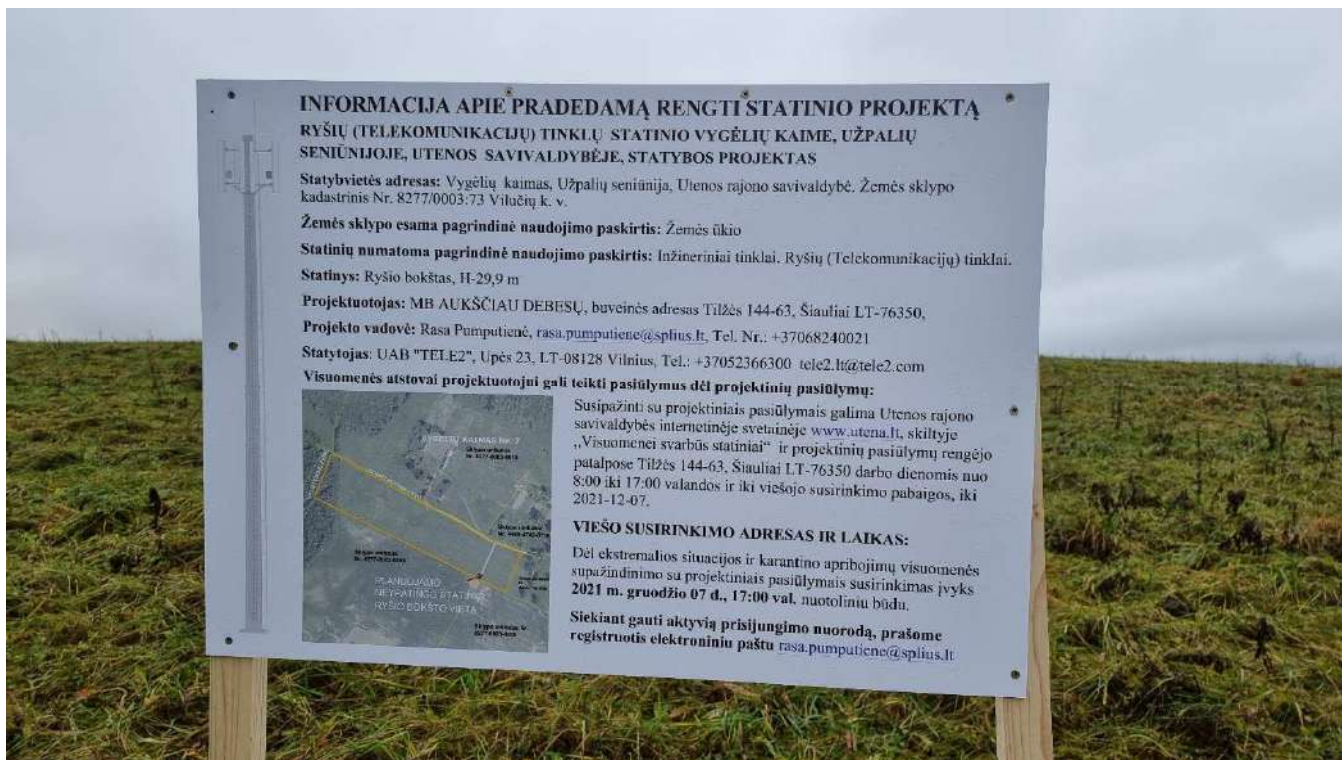 INFORMACIJA APIE PRADEDAMĄ RENGTI STATINIO PROJEKTĄ
RYŠIŲ (TELEKOMUNIKACIJŲ) TINKLŲ STATINIO VYGĖLIŲ KAIME, UŽPALIŲ
SENIŪNIJOJE, UTENOS SAVIVALDYBĖJE, STATYBOS PROJEKTAS
Statybvietės adresas: Vygėlių kaimas, Užpalių seniūnija, Utenos rajono savivaldybė. Žemės sklypo
kadastrinis Nr. 8277/0003:73 Vilučių k. v.
Žemės sklypo esama pagrindinė naudojimo paskirtis: Žemės ūkio
Statinių numatoma pagrindinė naudojimo paskirtis: Inžineriniai tinklai. Ryšių (Telekomunikacijų) tinklai.
Statinys: Ryšio bokštas, H-29,9 m
Projektuotojas: MB AUKŠČIAU DEBESŲ, buveinės adresas Tilžės 144-63, Šiauliai LT-76350,
Projekto vadovė: Rasa Pumputienė, rasa.pumputiene@splius.lt, Tel. Nr.: +37068240021
Statytojas: UAB "TELE2", Upės 23, LT-08128 Vilnius, Tel.: +37052366300 tele2.lt@tele2.com
Visuomenės atstovai projektuotojui gali teikti pasiūlymus dėl projektinių pasiūlymų:
Susipažinti su projektiniais pasiūlymais galima Utenos rajono
savivaldybės internetinėje svetainėje www.utena.lt, skiltyje
„Visuomenei svarbūs statiniai“ ir projektinių pasiūlymų rengėjo
patalpose Tilžės 144-63, Šiauliai LT-76350 darbo dienomis nuo
8:00 iki 17:00 valandos ir iki viešojo susirinkimo pabaigos, iki
2021-12-07.
VIEŠO SUSIRINKIMO ADRESAS IR LAIKAS:
Dėl ekstremalios situacijos ir karantino apribojimų visuomenės
supažindinimo su projektiniais pasiūlymais susirinkimas įvyks
2021 m. gruodžio 07 d., 17:00 val. nuotoliniu būdu.
Siekiant gauti aktyvią prisijungimo nuorodą, prašome
registruotis elektroniniu paštu rasa.pumputiene@splius.lt
VYGĖLIŲ KAIMAS
PLANUOJAMO
NEYPATINGO STATINIO
RYŠIO BOKŠTO VIETA